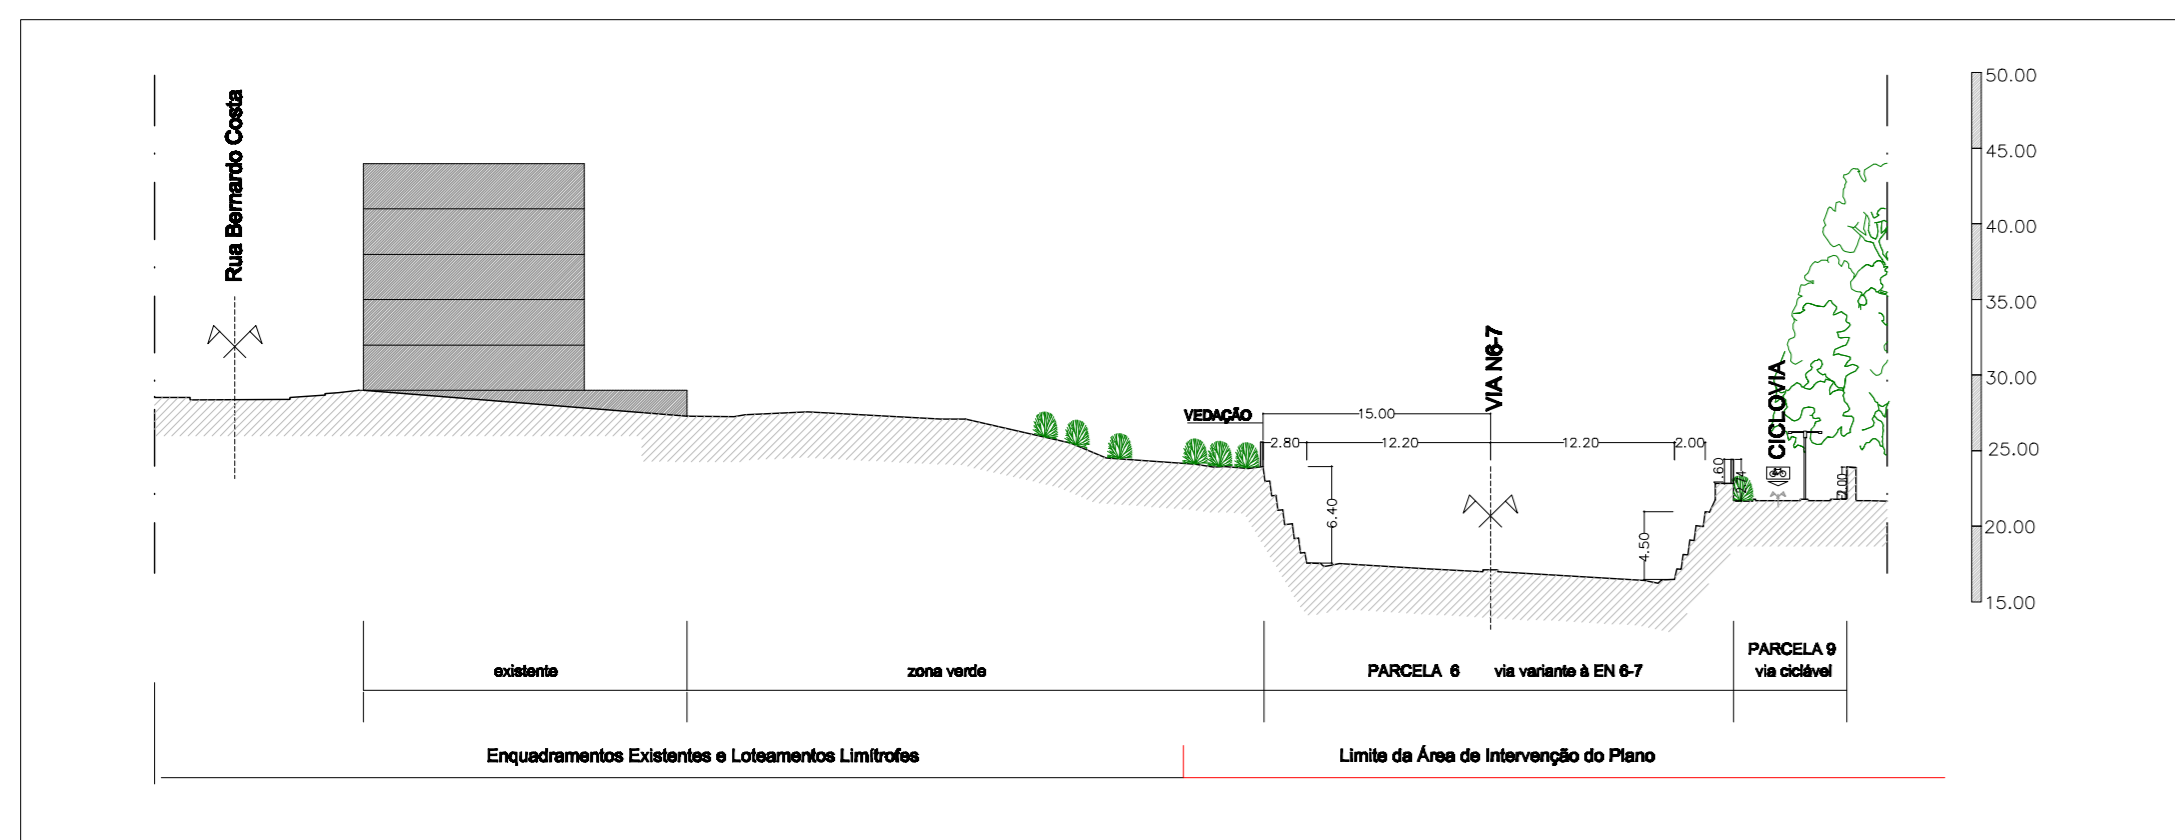 Rua Bernardo Costa
VEDAÇÃO
15.00
VIA N6-7
2.80
12.20
12.20
2.00
6.40
4.50
.60
CICLOVIA
2.00
50.00
45.00
40.00
35.00
30.00
25.00
20.00
15.00
existente
zona verde
PARCELA 6
via variante à EN 6-7
PARCELA 9
via ciclável
Enquadramentos Existentes e Loteamentos Limítrofes
Limite da Área de Intervenção do Plano